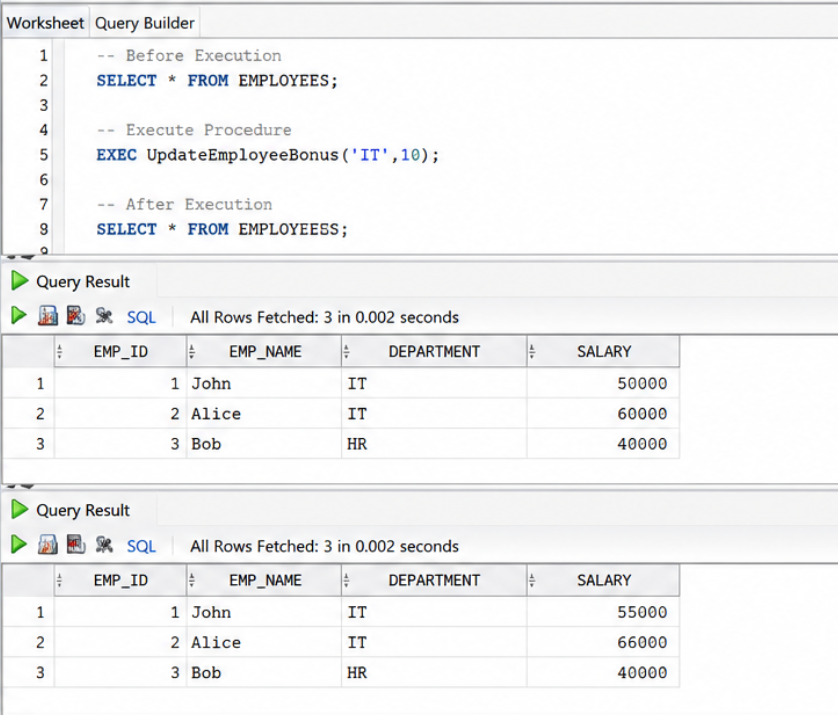 Worksheet Query Builder
1 -- Before Execution
2 SELECT * FROM EMPLOYEES;
3
4 -- Execute Procedure
5 EXEC UpdateEmployeeBonus('IT',10);
6
7 -- After Execution
8 SELECT * FROM EMPLOYEEES;
9
Query Result
SQL All Rows Fetched: 3 in 0.002 seconds
EMP_ID EMP_NAME DEPARTMENT SALARY
1 1 John IT 50000
2 2 Alice IT 60000
3 3 Bob HR 40000
Query Result
SQL All Rows Fetched: 3 in 0.002 seconds
EMP_ID EMP_NAME DEPARTMENT SALARY
1 1 John IT 55000
2 2 Alice IT 66000
3 3 Bob HR 40000